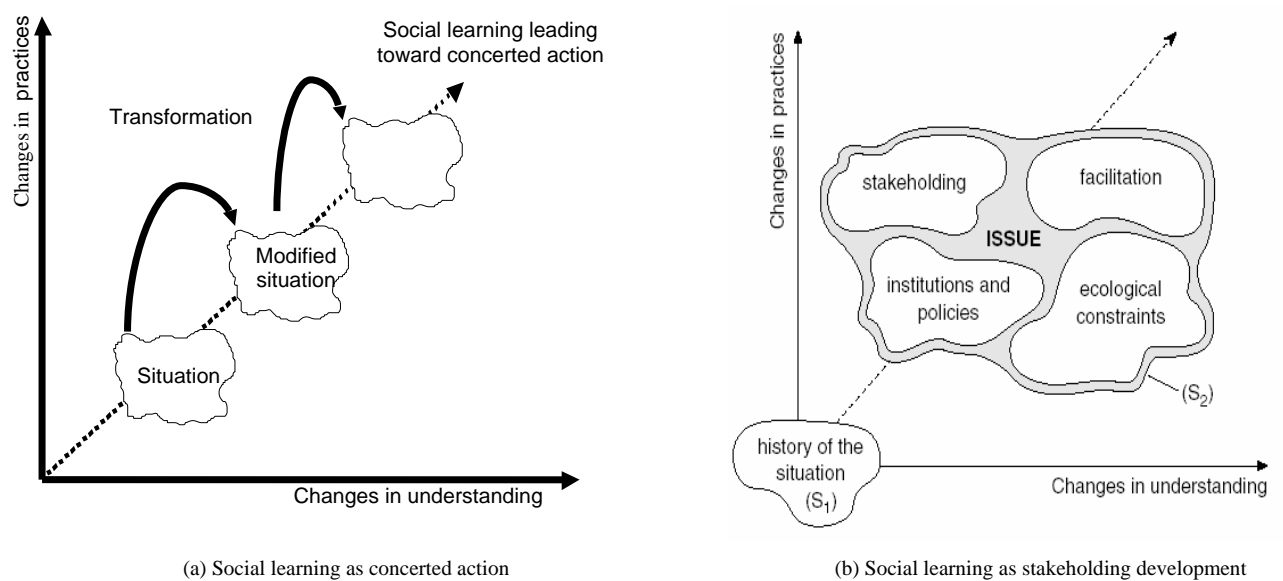 Changes in practices
Social learning leading
toward concerted action
Transformation
Modified
situation
Situation
Changes in understanding
(a) Social learning as concerted action
Changes in practices
stakeholding
facilitation
ISSUE
institutions and
policies
ecological
constraints
(S₂)
history of the
situation
(S₁)
Changes in understanding
(b) Social learning as stakeholding development